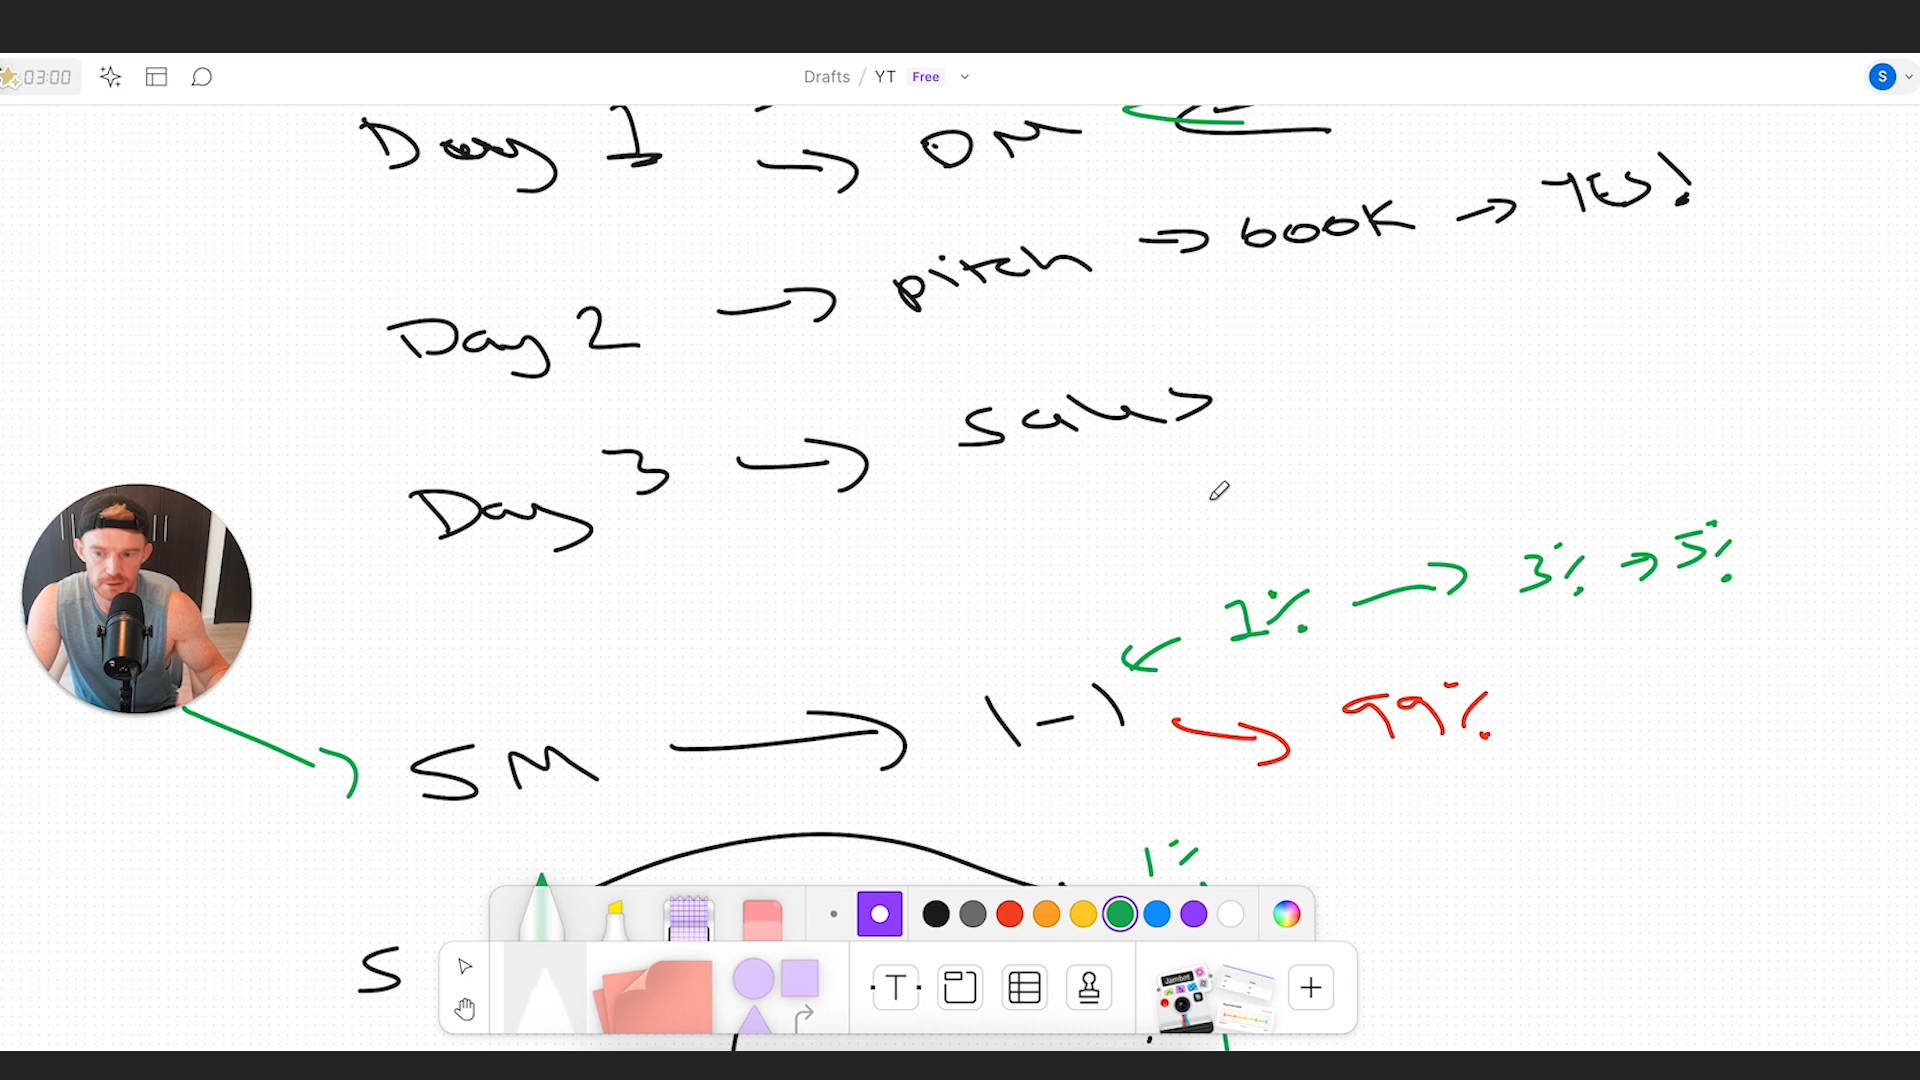 03:00
Drafts / YT Free
S
Day 1 → DM
Day 2 → pitch → book → YES!
Day 3 → sales
1% → 3% → 5%
SM → 1-1 → 99%
1%
S
T
Jambot